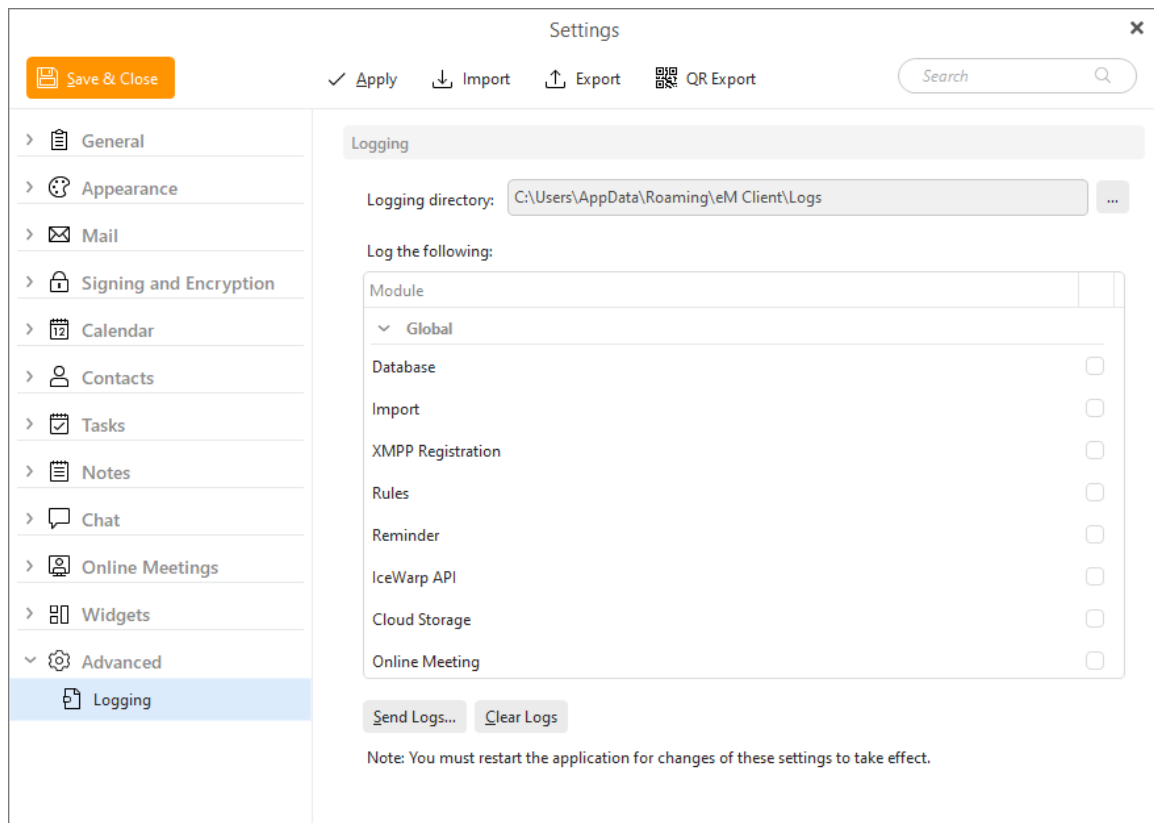 Settings
Save & Close
Apply
Import
Export
QR Export
Search
General
Appearance
Mail
Signing and Encryption
12
Calendar
Contacts
Tasks
Notes
Chat
Online Meetings
Widgets
Advanced
Logging
Logging
Logging directory: C:\Users\AppData\Roaming\eM Client\Logs ...
Log the following:
Module
Global
Database
Import
XMPP Registration
Rules
Reminder
IceWarp API
Cloud Storage
Online Meeting
Send Logs... Clear Logs
Note: You must restart the application for changes of these settings to take effect.